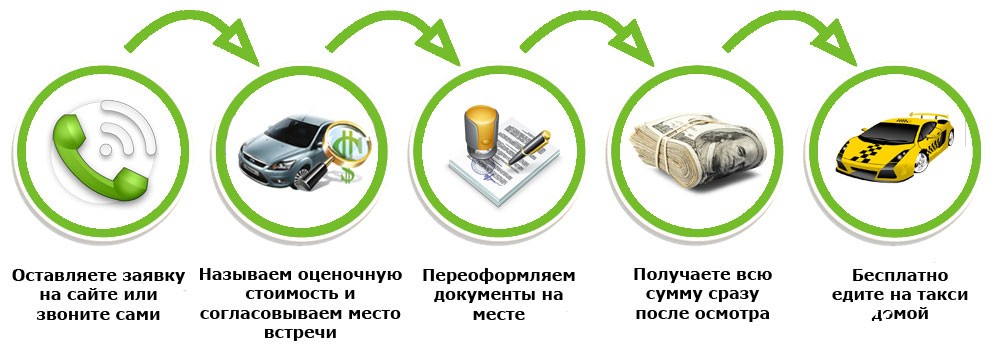 Оставляете заявку
на сайте или
звоните сами
Называем оценочную
стоимость и
согласовываем место
встречи
Переоформляем
документы на
месте
Получаете всю
сумму сразу
после осмотра
Бесплатно
едите на такси
домой